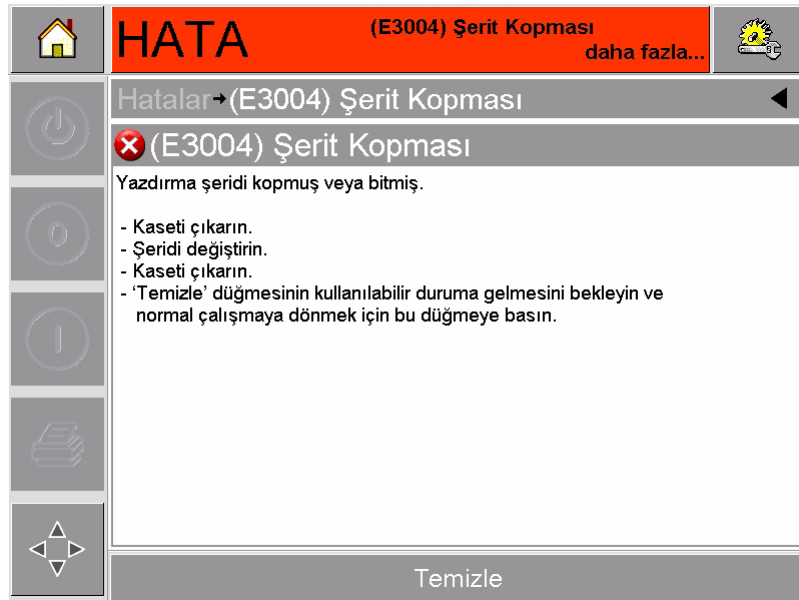 HATA
(E3004) Şerit Kopması
daha fazla...
Hatalar→(E3004) Şerit Kopması
(E3004) Şerit Kopması
Yazdırma şeridi kopmuş veya bitmiş.
- Kaseti çıkarın.
- Şeridi değiştirin.
- Kaseti çıkarın.
- ‘Temizle’ düğmesinin kullanılabilir duruma gelmesini bekleyin ve
normal çalışmaya dönmek için bu düğmeye basın.
Temizle